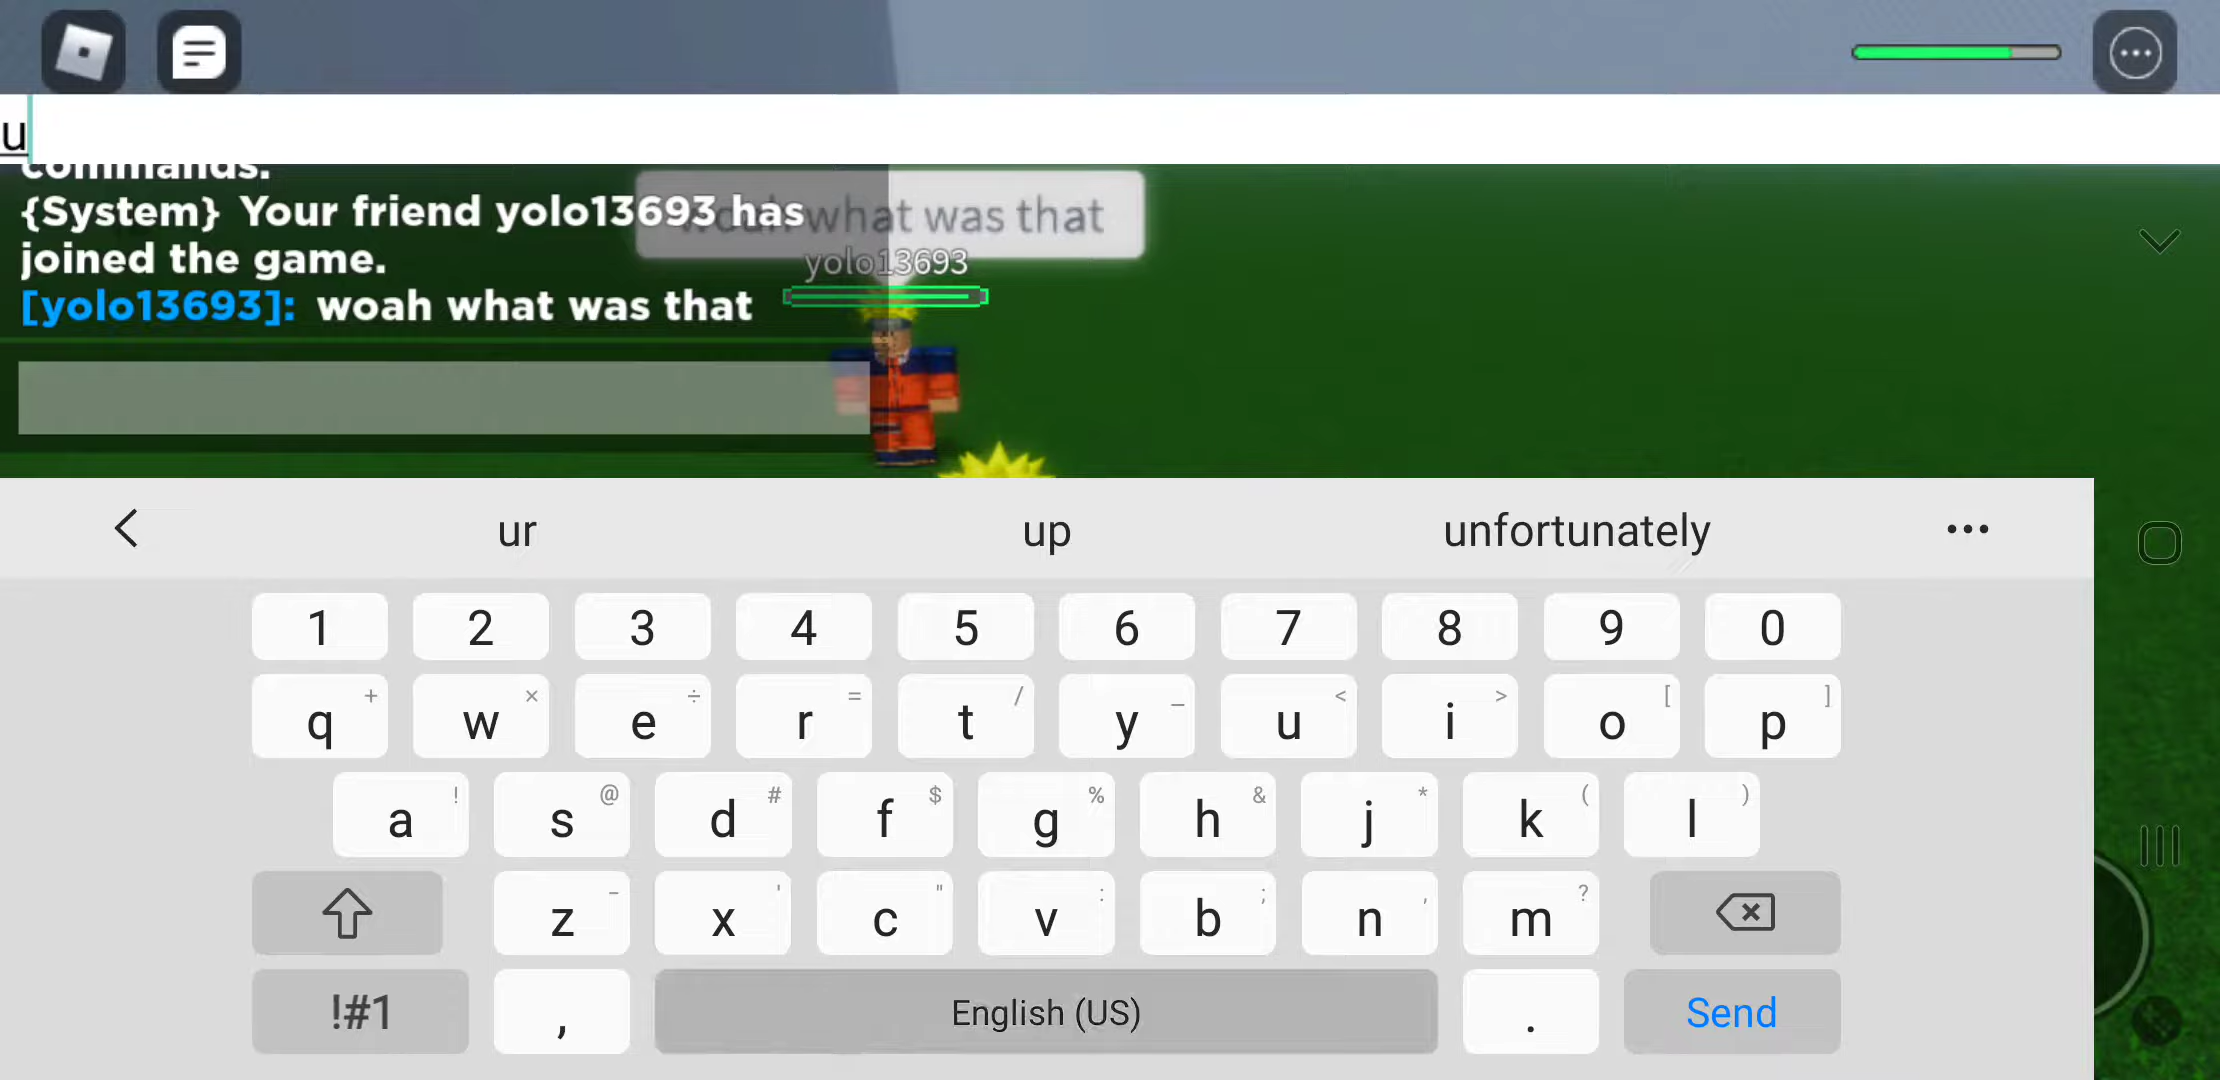 u
commands.
{System} Your friend yolo13693 has
joined the game.
[yolo13693]: woah what was that
woah what was that
yolo13693
ur up unfortunately
1 2 3 4 5 6 7 8 9 0
q + w × e ÷ r = t / y _ u < i > o [ p ]
a ! s @ d # f $ g % h & j * k ( l )
z - x ' c " v : b ; n , m ?
!#1 , English (US) . Send